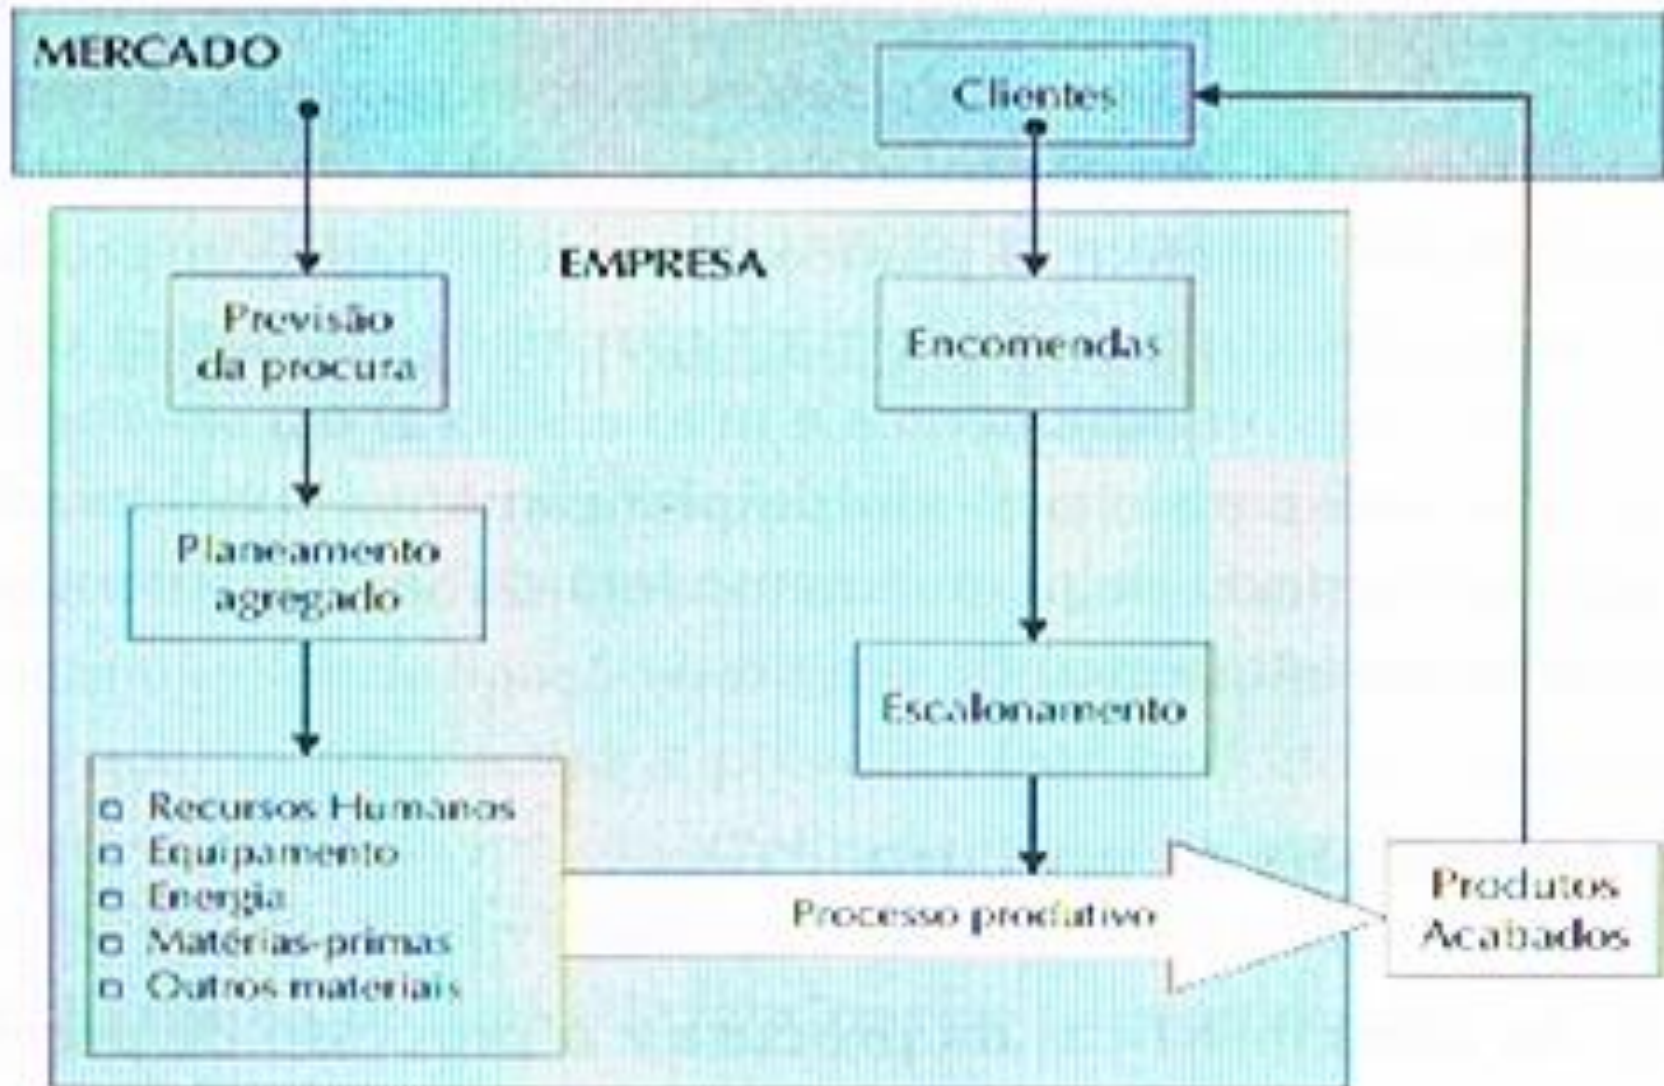 MERCADO
Clientes
EMPRESA
Previsão
da procura
Encomendas
Planeamento
agregado
Escalonamento
Recursos Humanos
Equipamento
Energia
Matérias-primas
Outros materiais
Processo produtivo
Produtos
Acabados